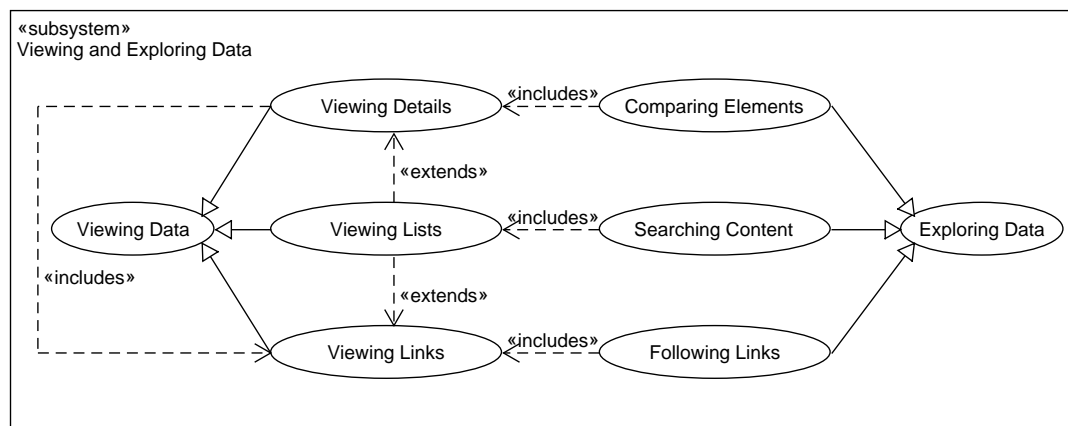 «subsystem»
Viewing and Exploring Data
Viewing Details
«includes»
Comparing Elements
«extends»
Viewing Data
Viewing Lists
«includes»
Searching Content
Exploring Data
«includes»
«extends»
Viewing Links
«includes»
Following Links